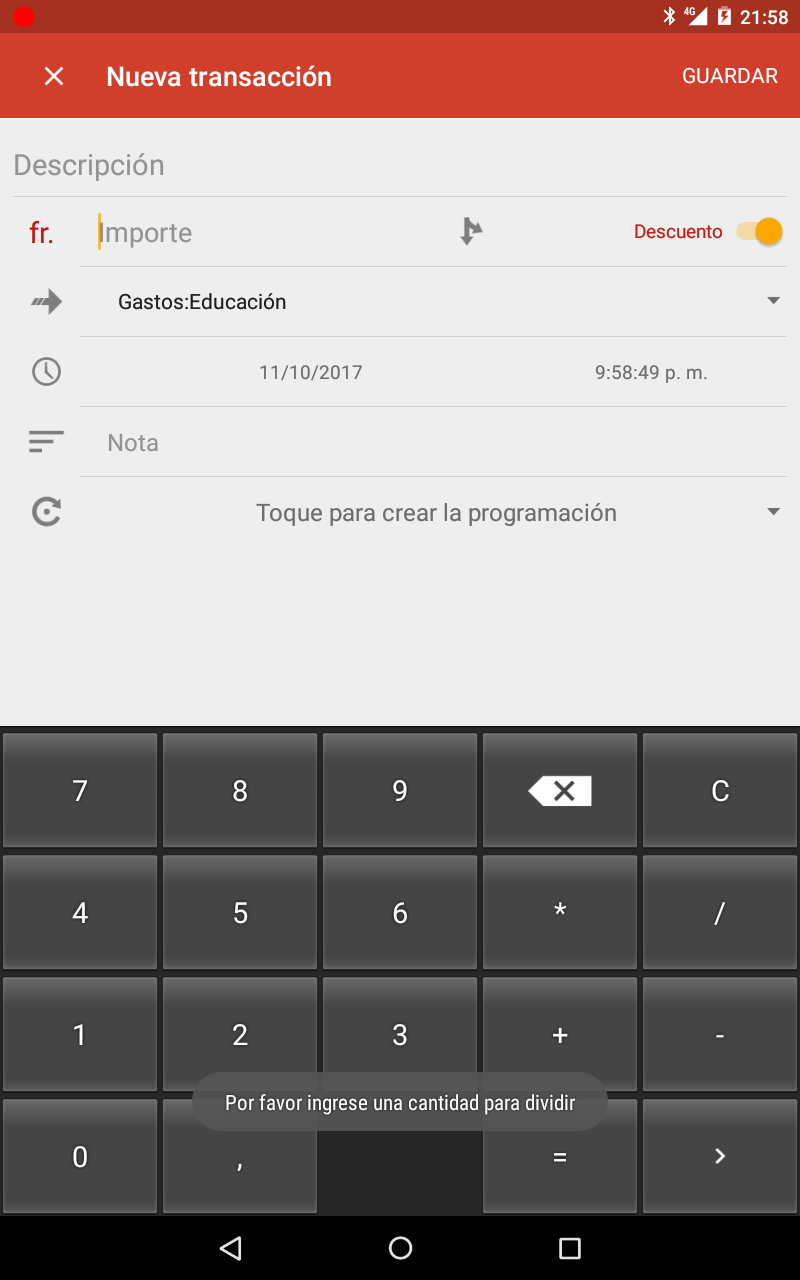 4G 21:58
Nueva transacción GUARDAR
Descripción
fr. Importe Descuento
Gastos:Educación
11/10/2017 9:58:49 p. m.
Nota
Toque para crear la programación
7 8 9 C
4 5 6 * /
1 2 3 + -
Por favor ingrese una cantidad para dividir
0 , = >